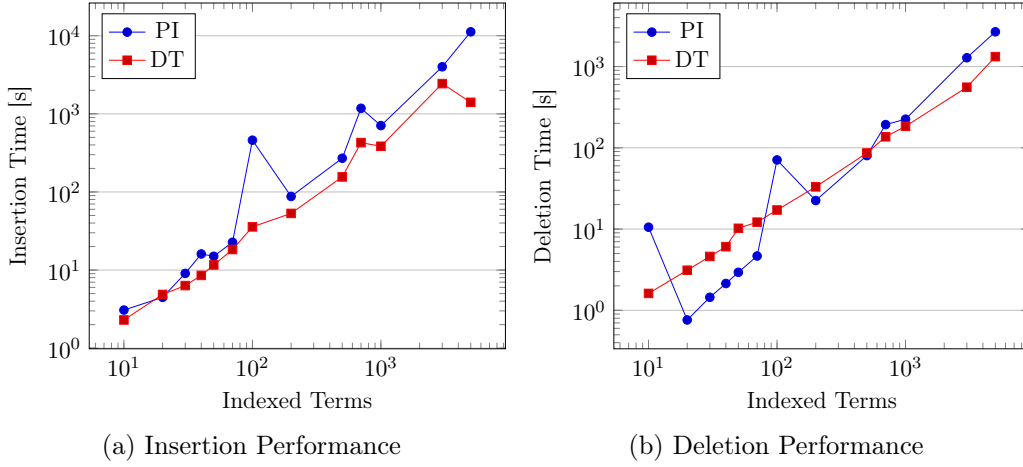 PI
DT
10^4
10^3
10^2
10^1
10^0
Insertion Time [s]
10^1
10^2
10^3
Indexed Terms
(a) Insertion Performance
PI
DT
10^3
10^2
10^1
10^0
Deletion Time [s]
10^1
10^2
10^3
Indexed Terms
(b) Deletion Performance